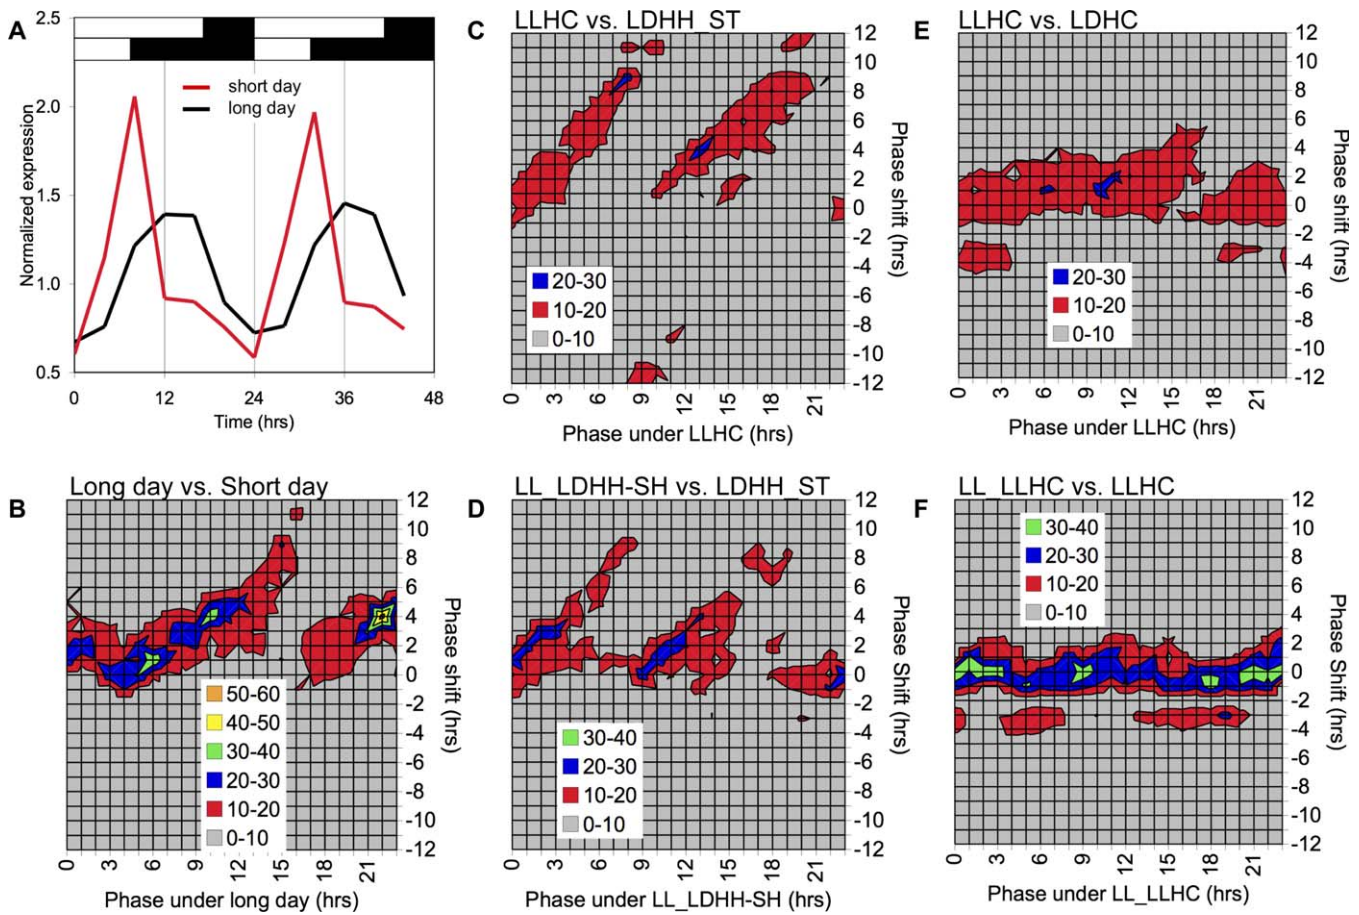 A
2.5
2.0
1.5
1.0
0.5
Normalized expression
short day
long day
0 12 24 36 48
Time (hrs)
C
LLHC vs. LDHH_ST
12
10
8
6
4
2
0
-2
-4
-6
-8
-10
-12
Phase shift (hrs)
20-30
10-20
0-10
0 3 6 9 12 15 18 21
Phase under LLHC (hrs)
E
LLHC vs. LDHC
12
10
8
6
4
2
0
-2
-4
-6
-8
-10
-12
Phase shift (hrs)
20-30
10-20
0-10
0 3 6 9 12 15 18 21
Phase under LLHC (hrs)
B
Long day vs. Short day
12
10
8
6
4
2
0
-2
-4
-6
-8
-10
-12
Phase shift (hrs)
50-60
40-50
30-40
20-30
10-20
0-10
0 3 6 9 12 15 18 21
Phase under long day (hrs)
D
LL_LDHH-SH vs. LDHH_ST
12
10
8
6
4
2
0
-2
-4
-6
-8
-10
-12
Phase Shift (hrs)
30-40
20-30
10-20
0-10
0 3 6 9 12 15 18 21
Phase under LL_LDHH-SH (hrs)
F
LL_LLHC vs. LLHC
12
10
8
6
4
2
0
-2
-4
-6
-8
-10
-12
Phase shift (hrs)
30-40
20-30
10-20
0-10
0 3 6 9 12 15 18 21
Phase under LL_LLHC (hrs)